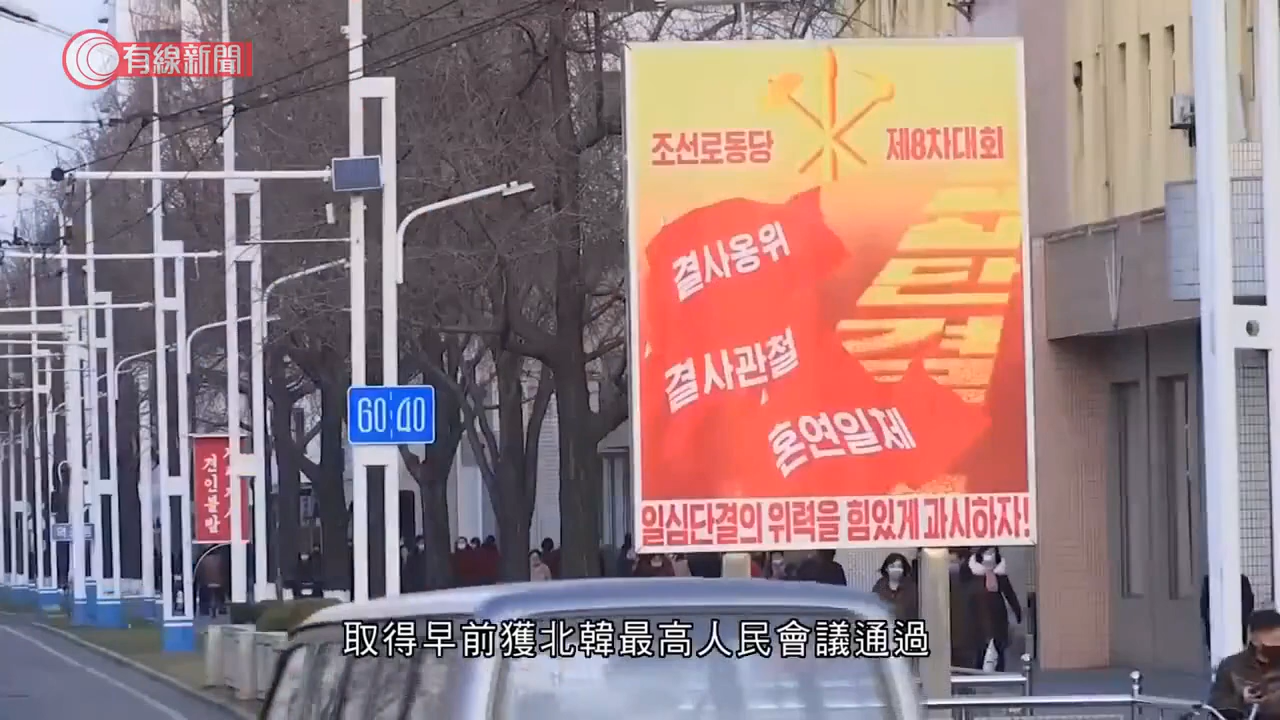 有線新聞
조선로동당
제8차대회
결사옹위
결사관철
혼연일체
일심단결의 위력을 힘있게 과시하자!
60 40
견인불발
取得早前獲北韓最高人民會議通過